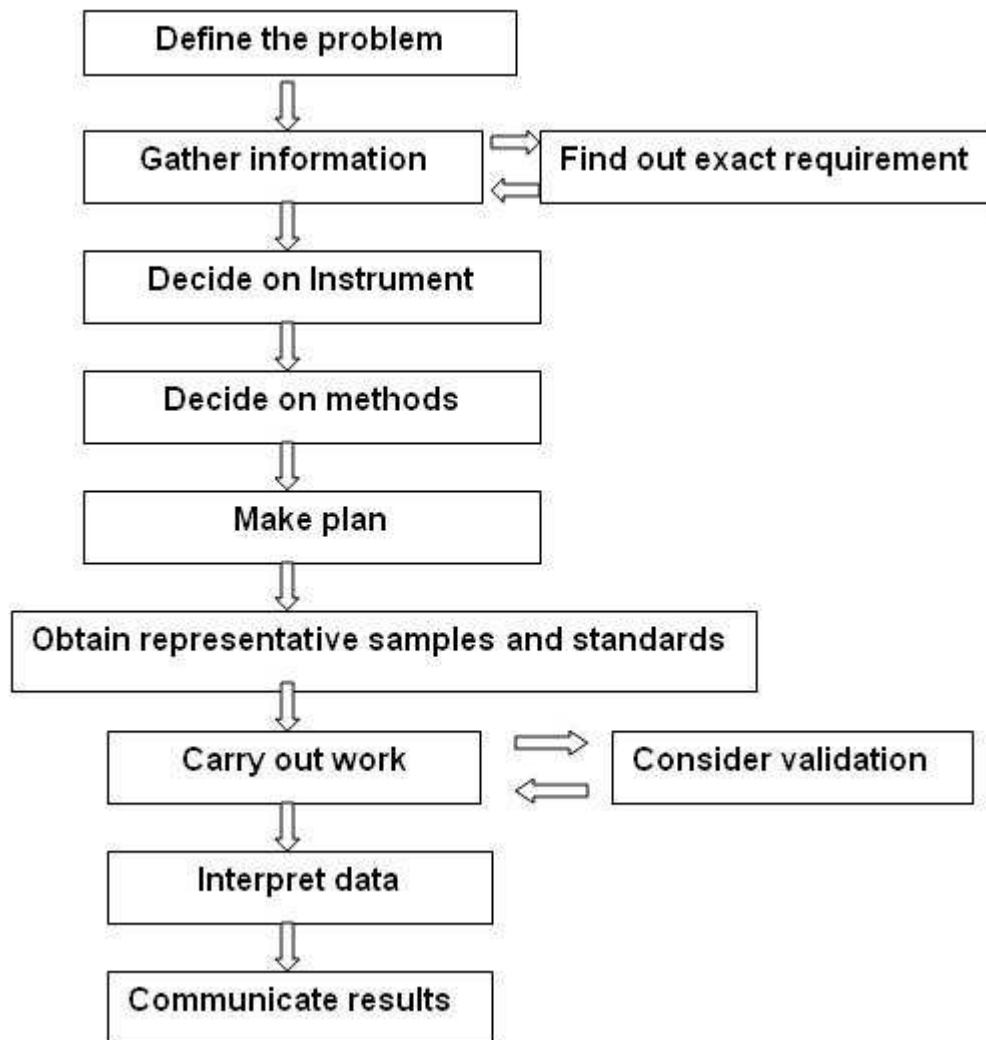 Define the problem
Gather information
Find out exact requirement
Decide on Instrument
Decide on methods
Make plan
Obtain representative samples and standards
Carry out work
Consider validation
Interpret data
Communicate results